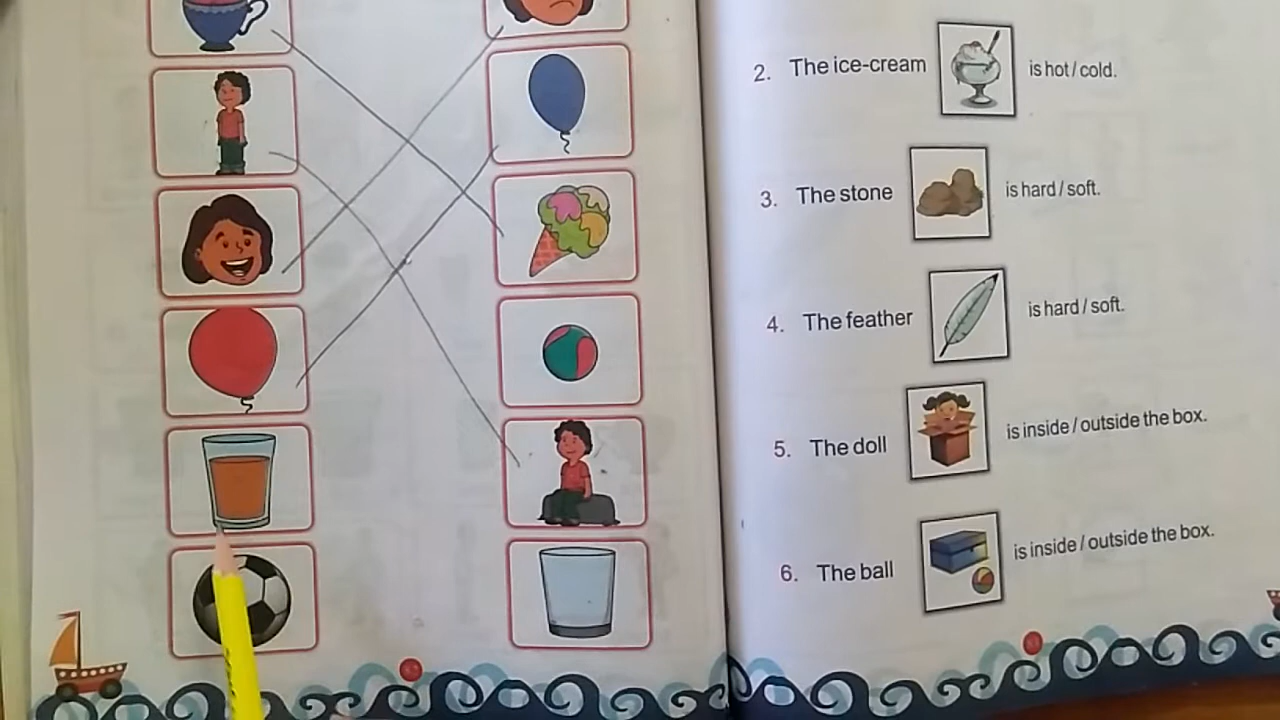 2. The ice-cream is hot / cold.
3. The stone is hard / soft.
4. The feather is hard / soft.
5. The doll is inside / outside the box.
6. The ball is inside / outside the box.